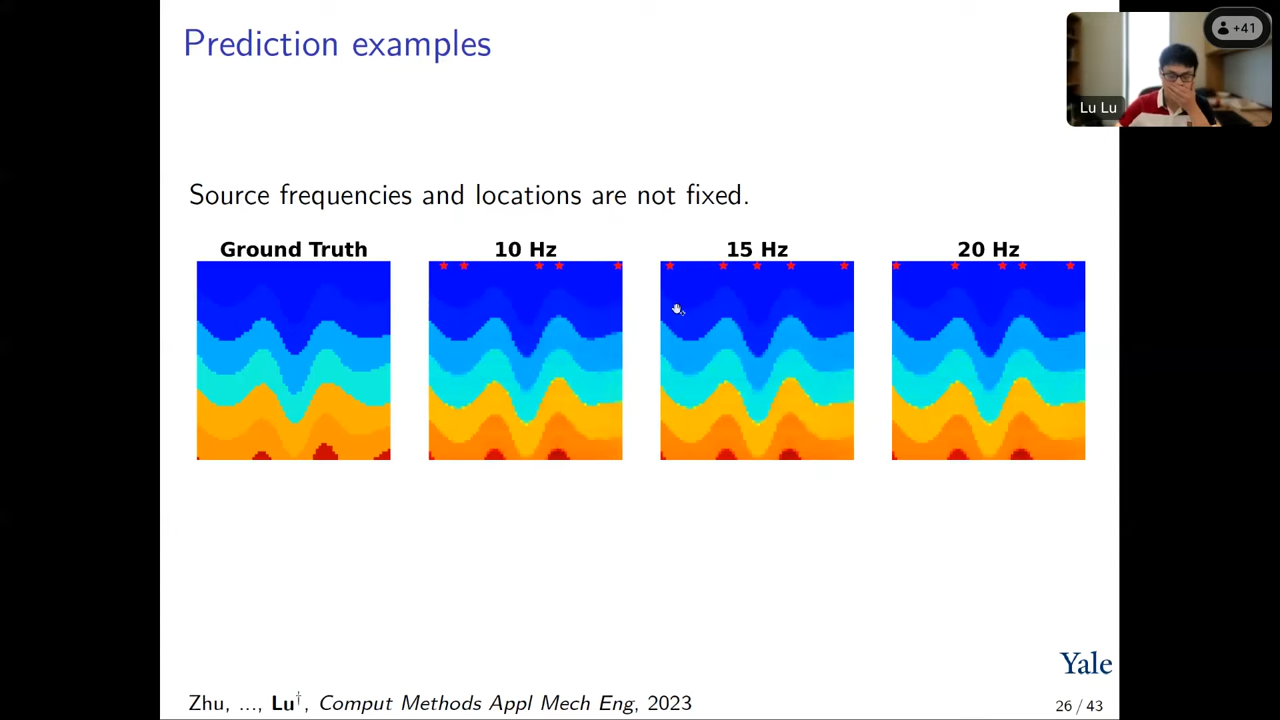 Prediction examples
+41
Lu Lu
Source frequencies and locations are not fixed.
Ground Truth
10 Hz
15 Hz
20 Hz
Yale
Zhu, ..., Lu†, Comput Methods Appl Mech Eng, 2023
26 / 43